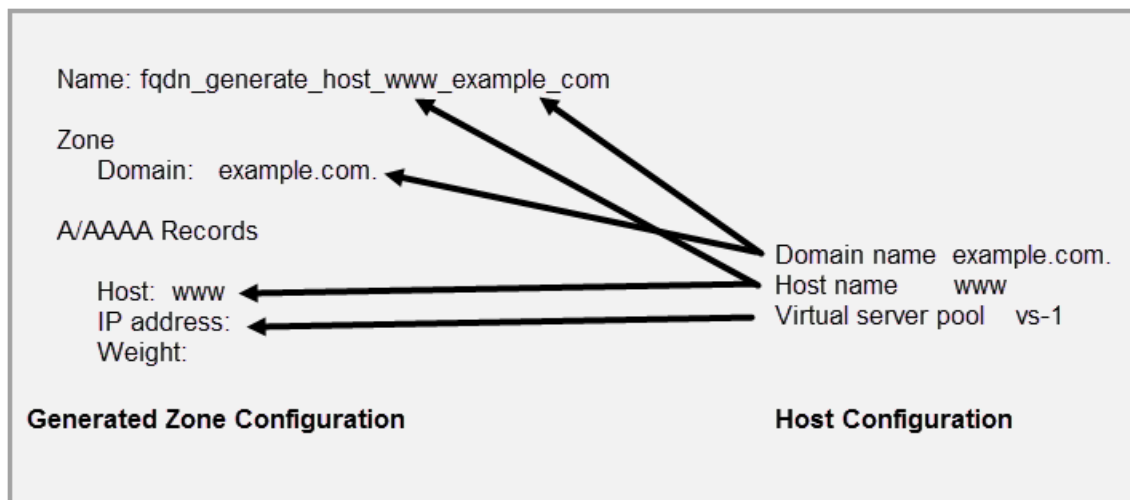 Name: fqdn_generate_host_www_example_com
Zone
Domain: example.com.
A/AAAA Records
Host: www
IP address:
Weight:
Generated Zone Configuration
Domain name example.com.
Host name www
Virtual server pool vs-1
Host Configuration